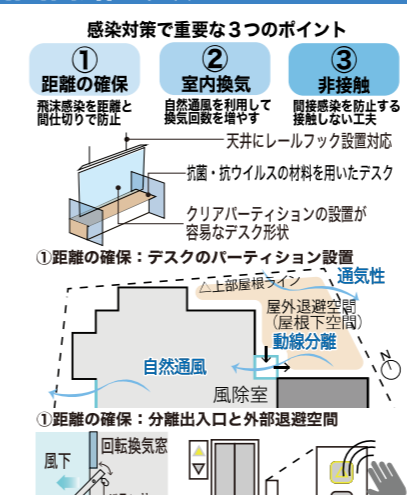 感染対策で重要な３つのポイント
①
距離の確保
飛沫感染を距離と
間仕切りで防止
②
室内換気
自然通風を利用して
換気回数を増やす
③
非接触
間接感染を防止する
接触しない工夫
天井にレールフック設置対応
抗菌・抗ウイルスの材料を用いたデスク
クリアパーティションの設置が
容易なデスク形状
①距離の確保：デスクのパーティション設置
△上部屋根ライン
通気性
屋外退避空間
（屋根下空間）
動線分離
自然通風
風除室
N
①距離の確保：分離出入口と外部退避空間
回転換気窓
風下